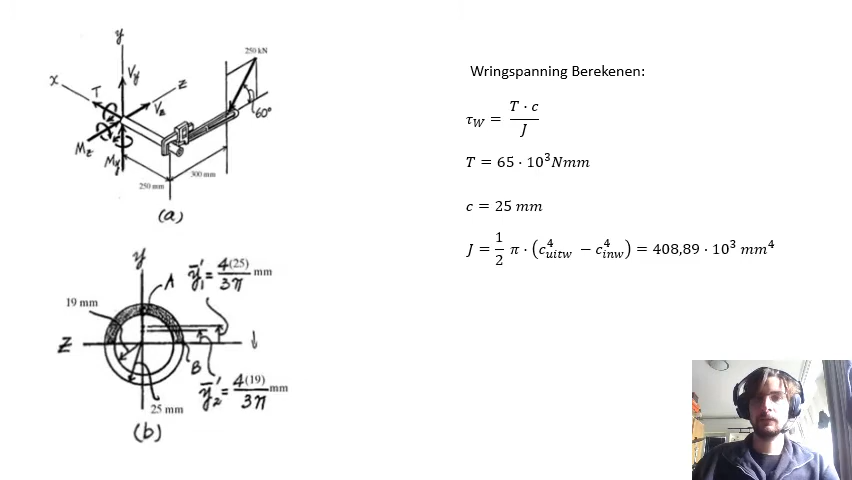 y
250 kN
x
V_y
z
T
V_z
60°
M_z
M_y
300 mm
250 mm
(a)
y
A
ȳ₁' = 4(25)/3π mm
19 mm
z
B
ȳ₂' = 4(19)/3π mm
25 mm
(b)
Wringspanning Berekenen:
τ_W = T · c / J
T = 65 · 10³ Nmm
c = 25 mm
J = 1/2 π · (c⁴_uitw − c⁴_inw) = 408,89 · 10³ mm⁴